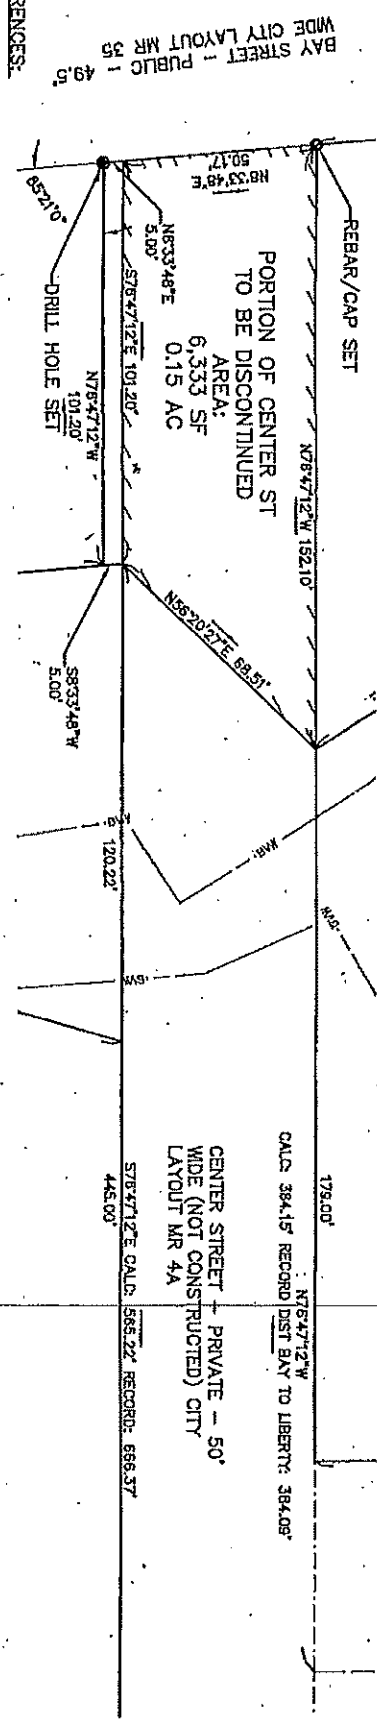 RENCES:
BAY STREET - PUBLIC - 49.5'
WIDE CITY LAYOUT MR 35
85°21'0"
N8°33'48"E
50.17'
REBAR/CAP SET
N8°33'48"E
5.00'
DRILL HOLE SET
S76°47'12"E 101.20'
N76°47'12"W
101.20'
PORTION OF CENTER ST
TO BE DISCONTINUED
AREA:
6,333 SF
0.15 AC
N76°47'12"W 152.10'
N56°20'27"E 68.51'
S8°33'48"W
5.00'
120.22'
179.00'
N76°47'12"W
CALC: 384.15' RECORD DIST BAY TO LIBERTY: 384.09'
CENTER STREET - PRIVATE - 50'
WIDE (NOT CONSTRUCTED) CITY
LAYOUT MR 4A
S76°47'12"E CALC: 565.22' RECORD: 566.37'
445.00'